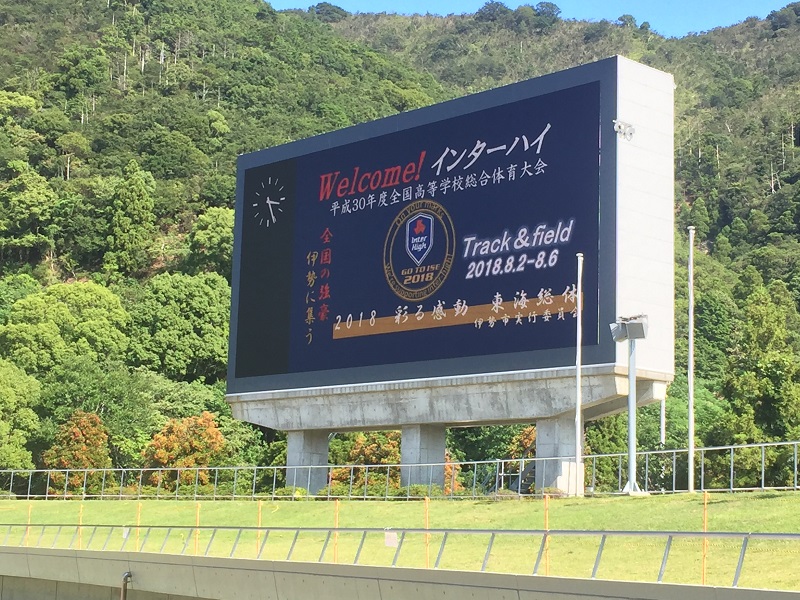 Welcome! インターハイ
平成30年度全国高等学校総合体育大会
全国の強豪
伊勢に集う
on your mark
Inter
High
GO TO ISE
2018
Track & field
2018.8.2–8.6
2018 彩る感動 東海総体
伊勢市実行委員会